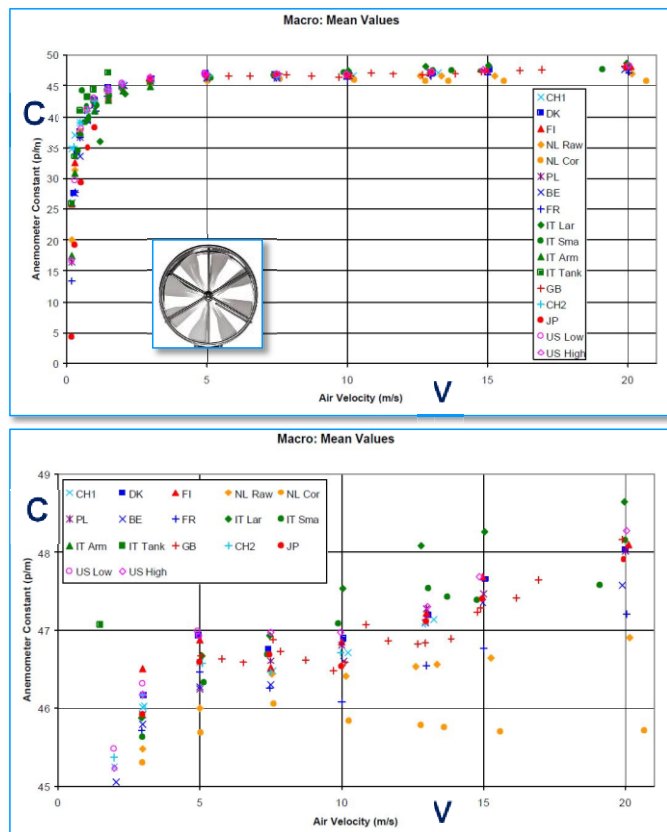 Macro: Mean Values
50
45
40
35
30
25
20
15
10
5
0
C
Anemometer Constant (p/m)
0
5
10
15
20
Air Velocity (m/s)
V
CH1
DK
FI
NL Raw
NL Cor
PL
BE
FR
IT Lar
IT Sma
IT Arm
IT Tank
GB
CH2
JP
US Low
US High
Macro: Mean Values
49
48
47
46
45
C
Anemometer Constant (p/m)
CH1 DK FI NL Raw NL Cor
PL BE FR IT Lar IT Sma
IT Arm IT Tank GB CH2 JP
US Low US High
0
5
10
15
20
Air Velocity (m/s)
V